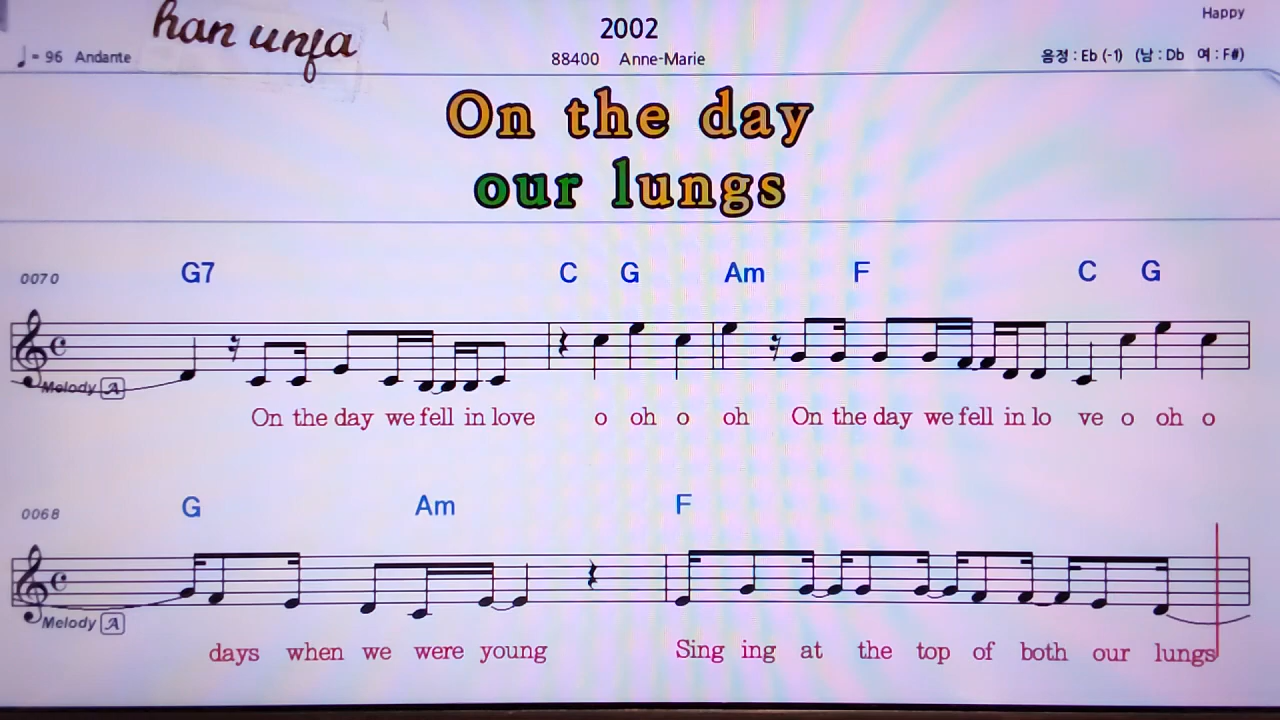 han unja
2002
Happy
♩= 96 Andante
88400 Anne-Marie
음정 : Eb (-1) (남 : Db 여 : F#)
On the day
our lungs
0070 G7 C G Am F C G
Melody A
On the day we fell in love o oh o oh On the day we fell in lo ve o oh o
0068 G Am F
Melody A
days when we were young Sing ing at the top of both our lungs